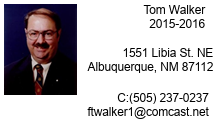 Tom Walker
2015-2016
1551 Libia St. NE
Albuquerque, NM 87112
C:(505) 237-0237
ftwalker1@comcast.net